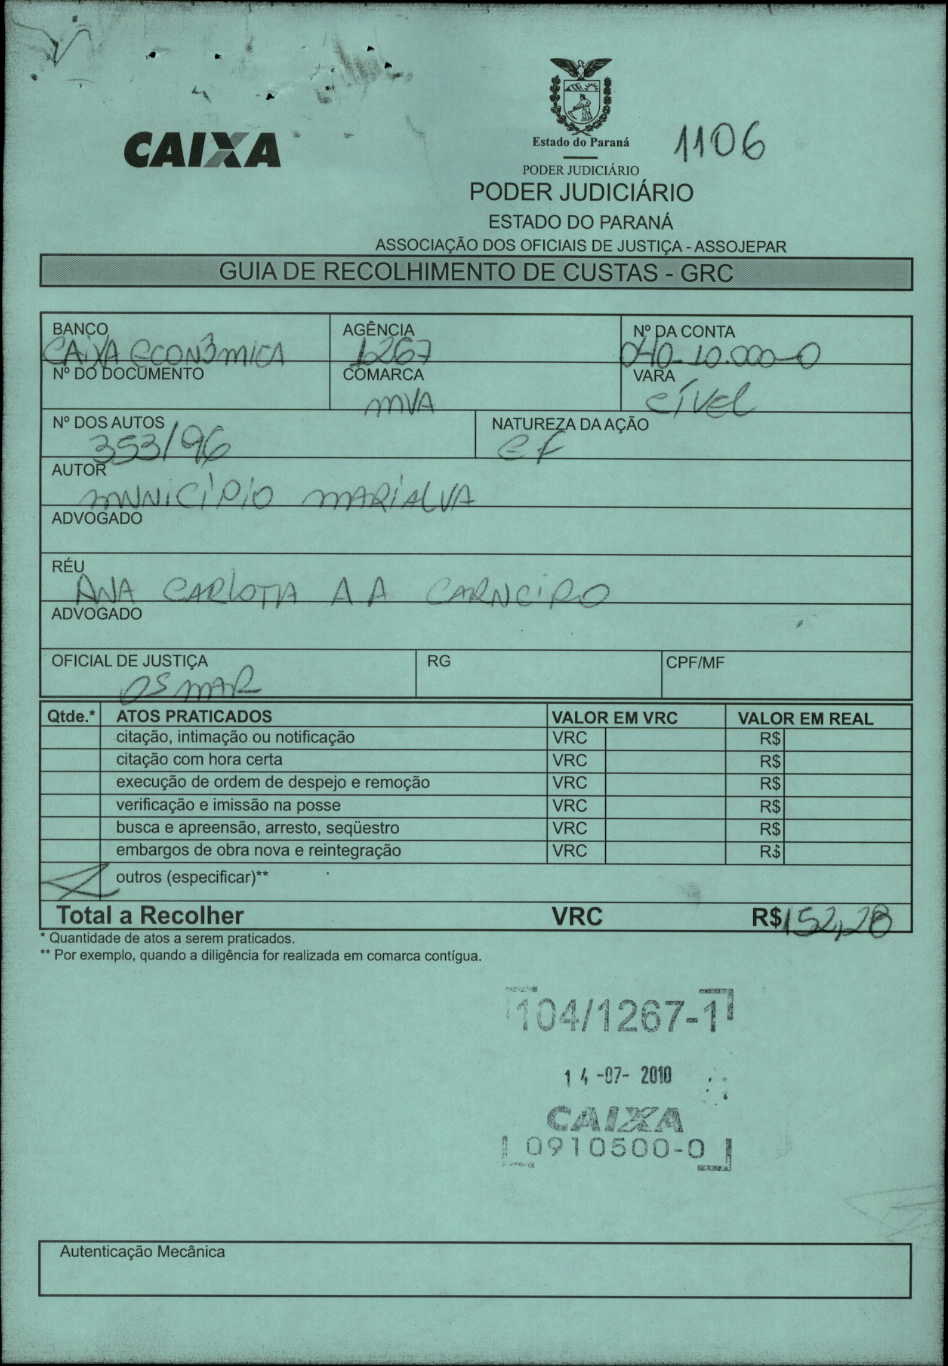 1106
CAIXA
Estado do Paraná
PODER JUDICIÁRIO
PODER JUDICIÁRIO
ESTADO DO PARANÁ
ASSOCIAÇÃO DOS OFICIAIS DE JUSTIÇA - ASSOJEPAR
GUIA DE RECOLHIMENTO DE CUSTAS - GRC
BANCO AGÊNCIA Nº DA CONTA
CAIXA ECONÔMICA 1267 040-10.000-0
Nº DO DOCUMENTO COMARCA VARA
MVA CÍVEL
Nº DOS AUTOS NATUREZA DA AÇÃO
353/96 EF
AUTOR
MUNICÍPIO MARIALVA
ADVOGADO
RÉU
ANA CARLOTA A A CARNEIRO
ADVOGADO
OFICIAL DE JUSTIÇA RG CPF/MF
OSMAR
Qtde.* ATOS PRATICADOS VALOR EM VRC VALOR EM REAL
citação, intimação ou notificação VRC R$
citação com hora certa VRC R$
execução de ordem de despejo e remoção VRC R$
verificação e imissão na posse VRC R$
busca e apreensão, arresto, seqüestro VRC R$
embargos de obra nova e reintegração VRC R$
outros (especificar)**
Total a Recolher VRC R$ 152,28
* Quantidade de atos a serem praticados.
** Por exemplo, quando a diligência for realizada em comarca contígua.
104/1267-1
14-07-2010
CAIXA
0910500-0
Autenticação Mecânica